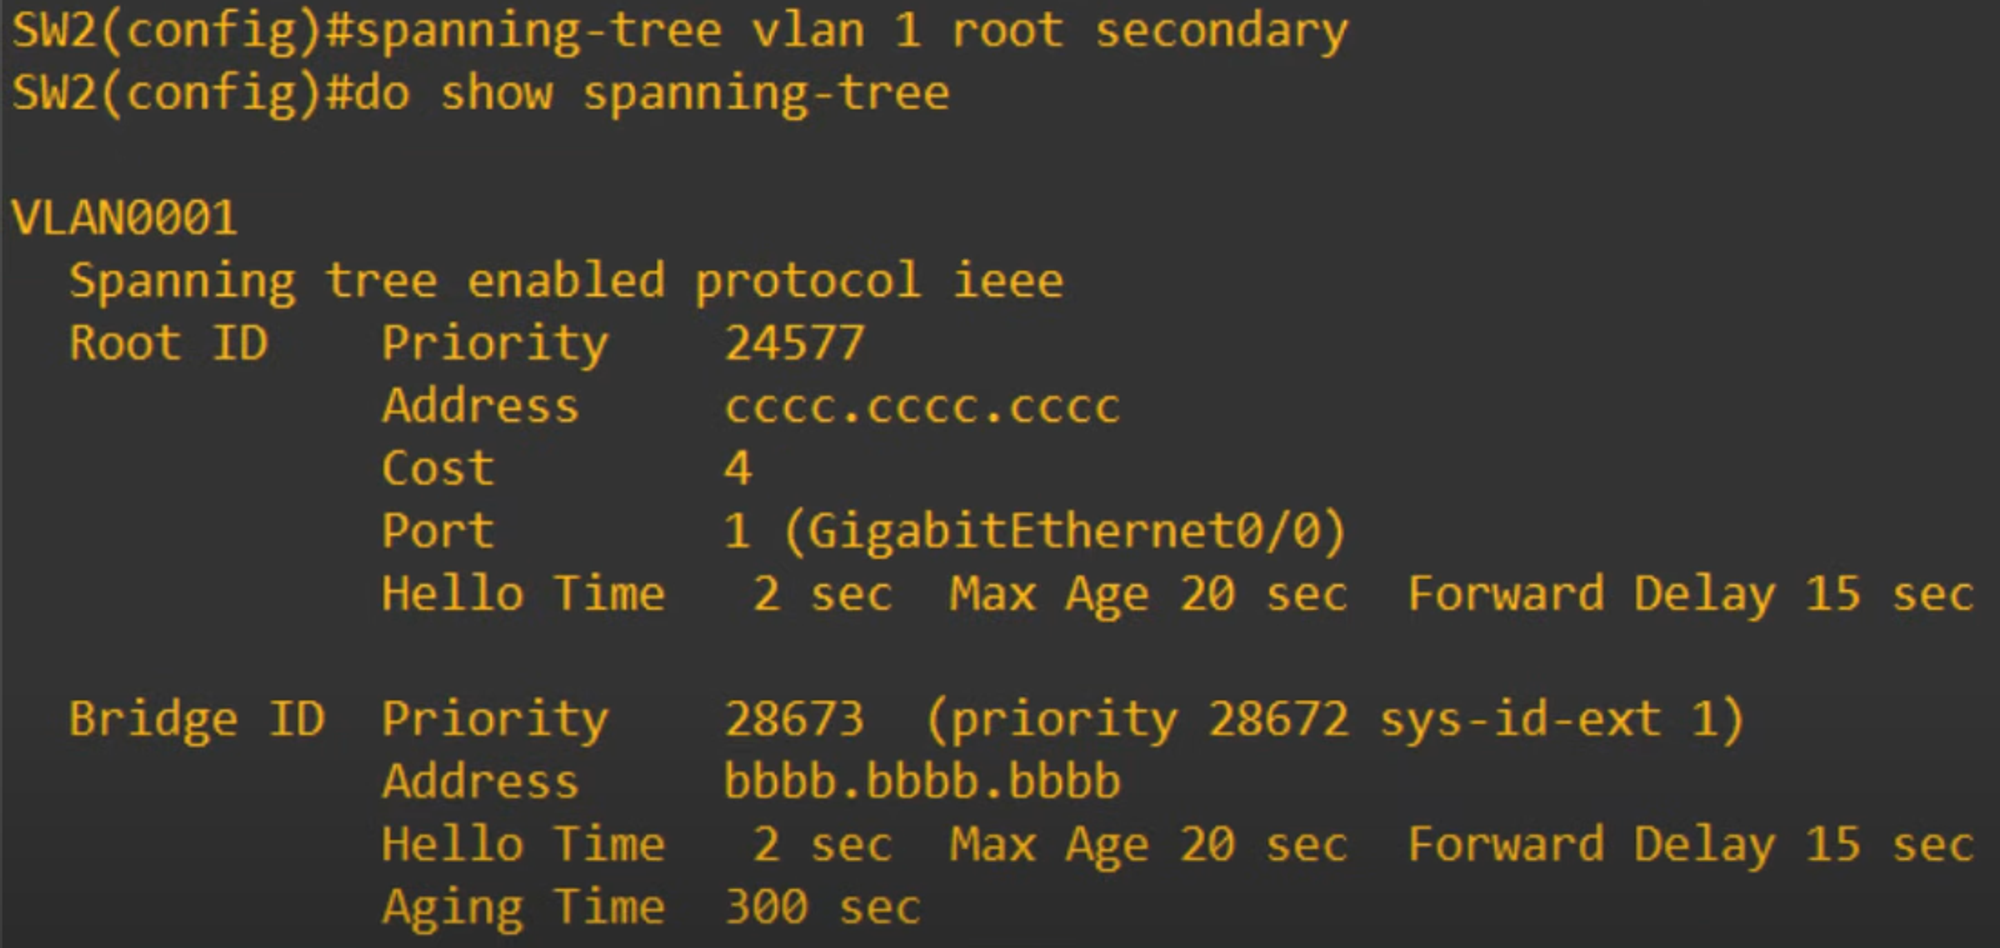 SW2(config)#spanning-tree vlan 1 root secondary
SW2(config)#do show spanning-tree
VLAN0001
Spanning tree enabled protocol ieee
Root ID Priority 24577
Address cccc.cccc.cccc
Cost 4
Port 1 (GigabitEthernet0/0)
Hello Time 2 sec Max Age 20 sec Forward Delay 15 sec
Bridge ID Priority 28673 (priority 28672 sys-id-ext 1)
Address bbbb.bbbb.bbbb
Hello Time 2 sec Max Age 20 sec Forward Delay 15 sec
Aging Time 300 sec